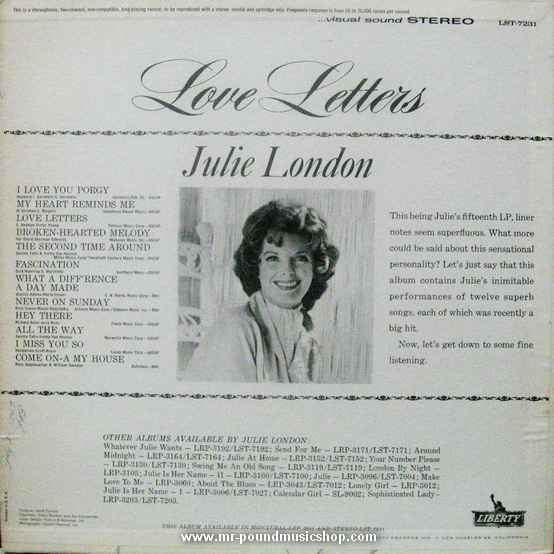 This is a stereophonic, two-channel, non-compatible, long playing record, to be reproduced with a stereo needle and cartridge only. Frequency response is from 20 to 20,000 cycles per second.
...visual sound STEREO
LST-7231
Love Letters
Julie London
I LOVE YOU PORGY
MY HEART REMINDS ME
LOVE LETTERS
BROKEN-HEARTED MELODY
THE SECOND TIME AROUND
FASCINATION
WHAT A DIFF'RENCE
A DAY MADE
NEVER ON SUNDAY
HEY THERE
ALL THE WAY
I MISS YOU SO
COME ON-A MY HOUSE
This being Julie's fifteenth LP, liner
notes seem superfluous. What more
could be said about this sensational
personality? Let's just say that this
album contains Julie's inimitable
performances of twelve superb
songs, each of which was recently a
big hit.
Now, let's get down to some fine
listening.
OTHER ALBUMS AVAILABLE BY JULIE LONDON:
Whatever Julie Wants — LRP-3192/LST-7192; Send For Me — LRP-3171/LST-7171; Around
Midnight — LRP-3164/LST-7164; Julie At Home — LRP-3152/LST-7152; Your Number Please
— LRP-3130/LST-7130; Swing Me An Old Song — LRP-3119/LST-7119; London By Night —
LRP-3105; Julie Is Her Name — II — LRP-3100/LST-7100; Julie — LRP-3096/LST-7004; Make
Love To Me — LRP-3060; About The Blues — LRP-3043/LST-7012; Lonely Girl — LRP-3012;
Julie Is Her Name — I — LRP-3006/LST-7027; Calendar Girl — SL-9002; Sophisticated Lady-
LRP-3203/LST-7203.
LIBERTY
THIS ALBUM AVAILABLE IN MONAURAL-LRP 3231 AND STEREO-LST-7231
www.mr-poundmusicshop.com